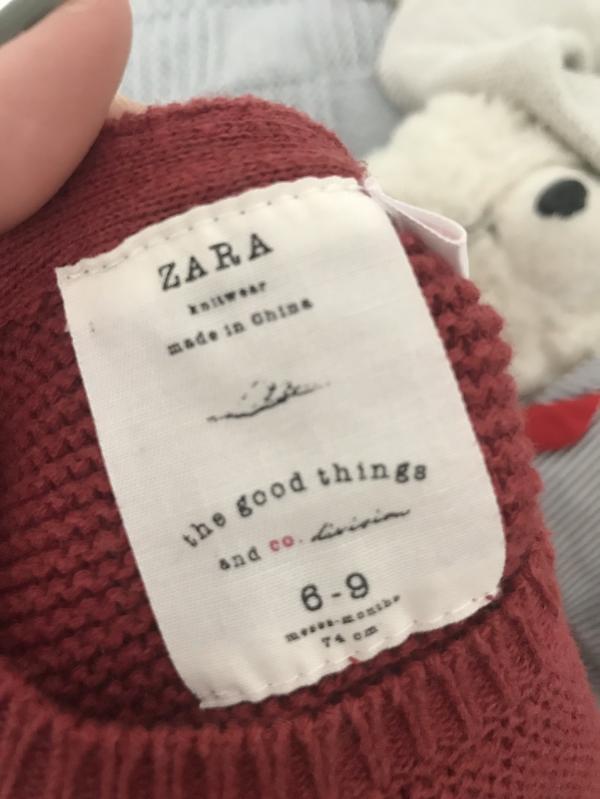 ZARA
knitwear
made in China
the good things
and co. division
6-9
meses-months
74 cm